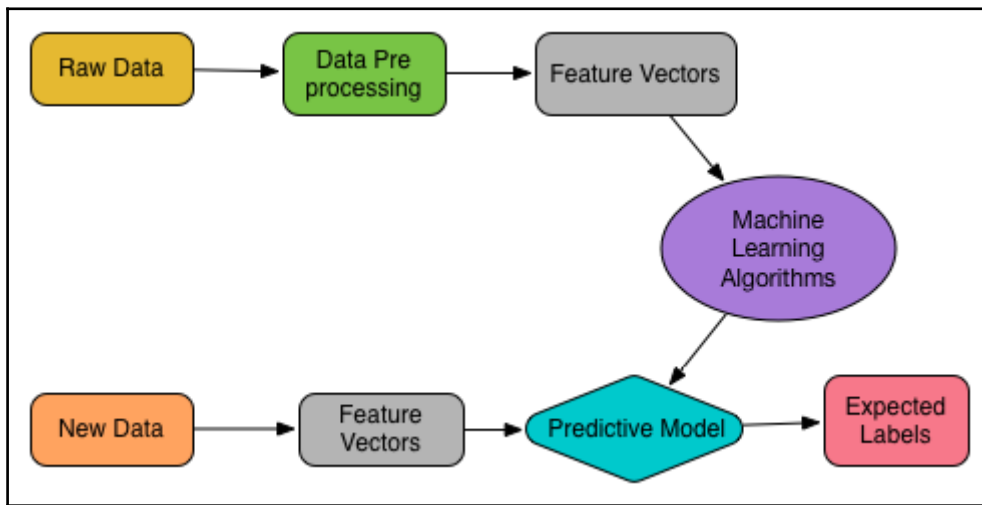 Raw Data
Data Pre
processing
Feature Vectors
Machine
Learning
Algorithms
New Data
Feature
Vectors
Predictive Model
Expected
Labels